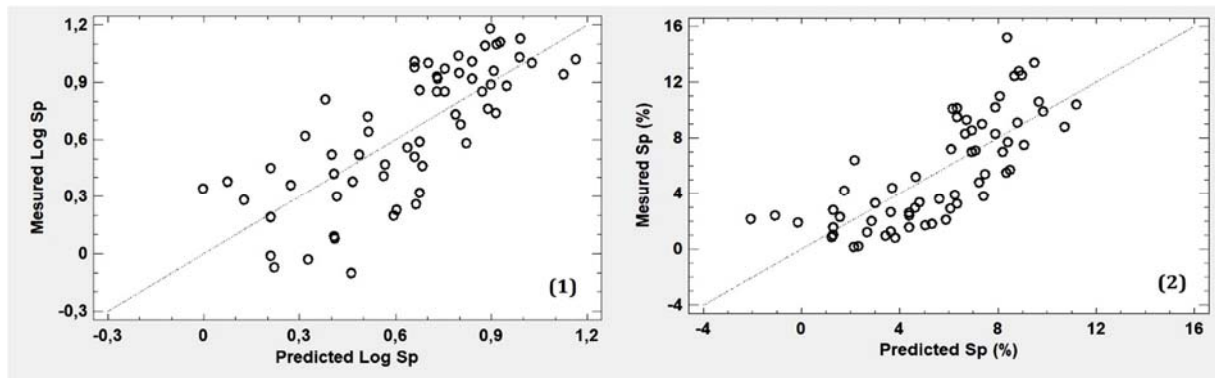 1,2
0,9
0,6
0,3
0
-0,3
Mesured Log Sp
-0,3 0 0,3 0,6 0,9 1,2
Predicted Log Sp
(1)
16
12
8
4
0
-4
Mesured Sp (%)
-4 0 4 8 12 16
Predicted Sp (%)
(2)